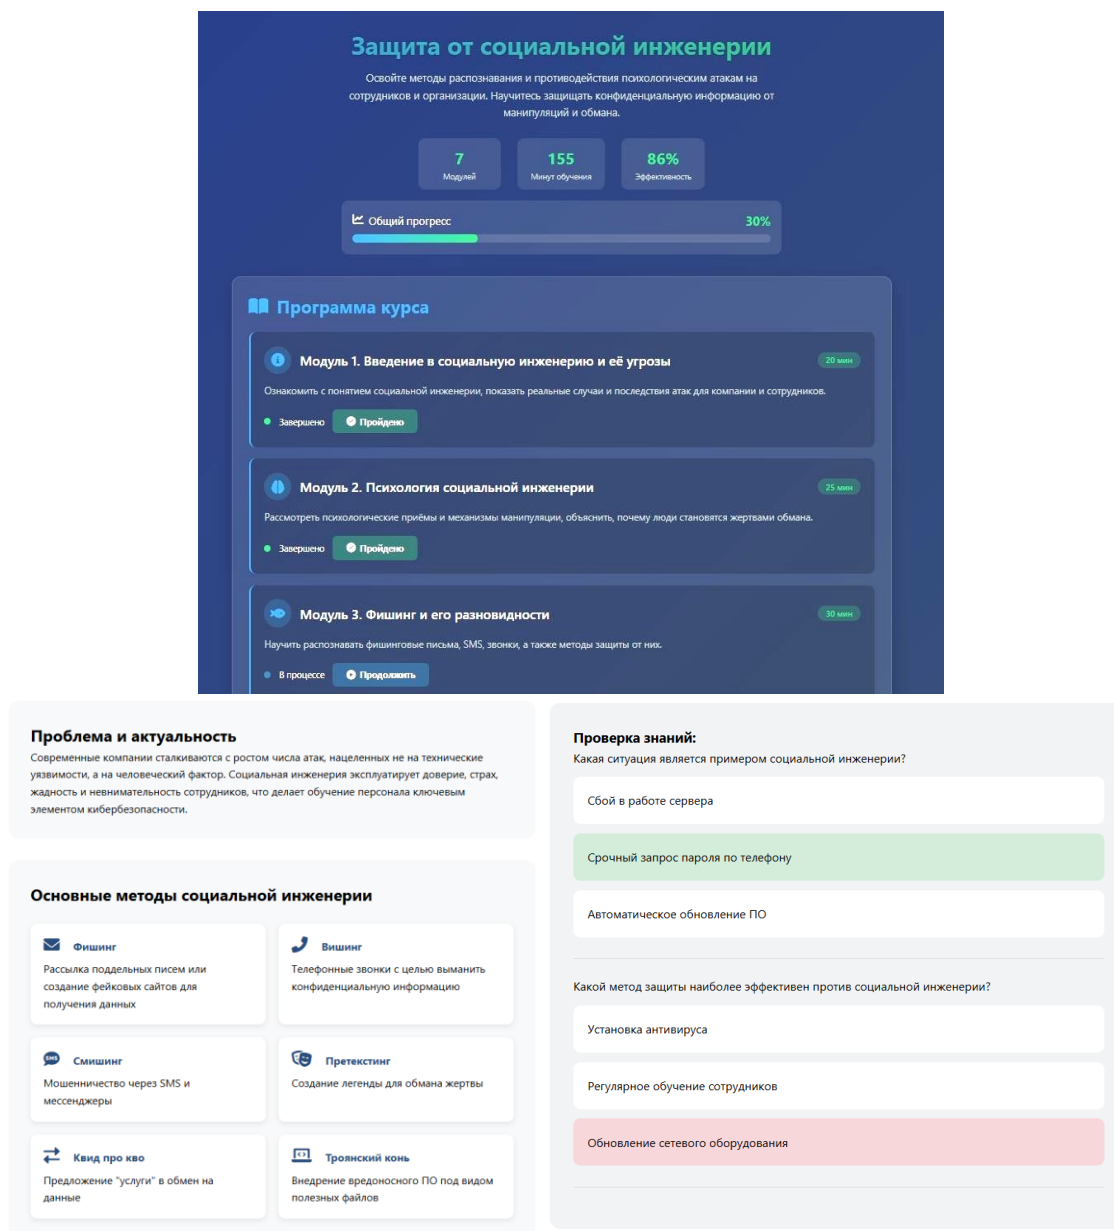 Защита от социальной инженерии
Освойте методы распознавания и противодействия психологическим атакам на
сотрудников и организации. Научитесь защищать конфиденциальную информацию от
манипуляций и обмана.
7
Модулей
155
Минут обучения
86%
Эффективность
Общий прогресс
30%
Программа курса
Модуль 1. Введение в социальную инженерию и её угрозы
20 мин
Ознакомить с понятием социальной инженерии, показать реальные случаи и последствия атак для компании и сотрудников.
Завершено
Пройдено
Модуль 2. Психология социальной инженерии
25 мин
Рассмотреть психологические приёмы и механизмы манипуляции, объяснить, почему люди становятся жертвами обмана.
Завершено
Пройдено
Модуль 3. Фишинг и его разновидности
30 мин
Научить распознавать фишинговые письма, SMS, звонки, а также методы защиты от них.
В процессе
Продолжить
Проблема и актуальность
Современные компании сталкиваются с ростом числа атак, нацеленных не на технические
уязвимости, а на человеческий фактор. Социальная инженерия эксплуатирует доверие, страх,
жадность и невнимательность сотрудников, что делает обучение персонала ключевым
элементом кибербезопасности.
Основные методы социальной инженерии
Фишинг
Рассылка поддельных писем или
создание фейковых сайтов для
получения данных
Вишинг
Телефонные звонки с целью выманить
конфиденциальную информацию
SMS
Смишинг
Мошенничество через SMS и
мессенджеры
Претекстинг
Создание легенды для обмана жертвы
Квид про кво
Предложение "услуги" в обмен на
данные
Троянский конь
Внедрение вредоносного ПО под видом
полезных файлов
Проверка знаний:
Какая ситуация является примером социальной инженерии?
Сбой в работе сервера
Срочный запрос пароля по телефону
Автоматическое обновление ПО
Какой метод защиты наиболее эффективен против социальной инженерии?
Установка антивируса
Регулярное обучение сотрудников
Обновление сетевого оборудования